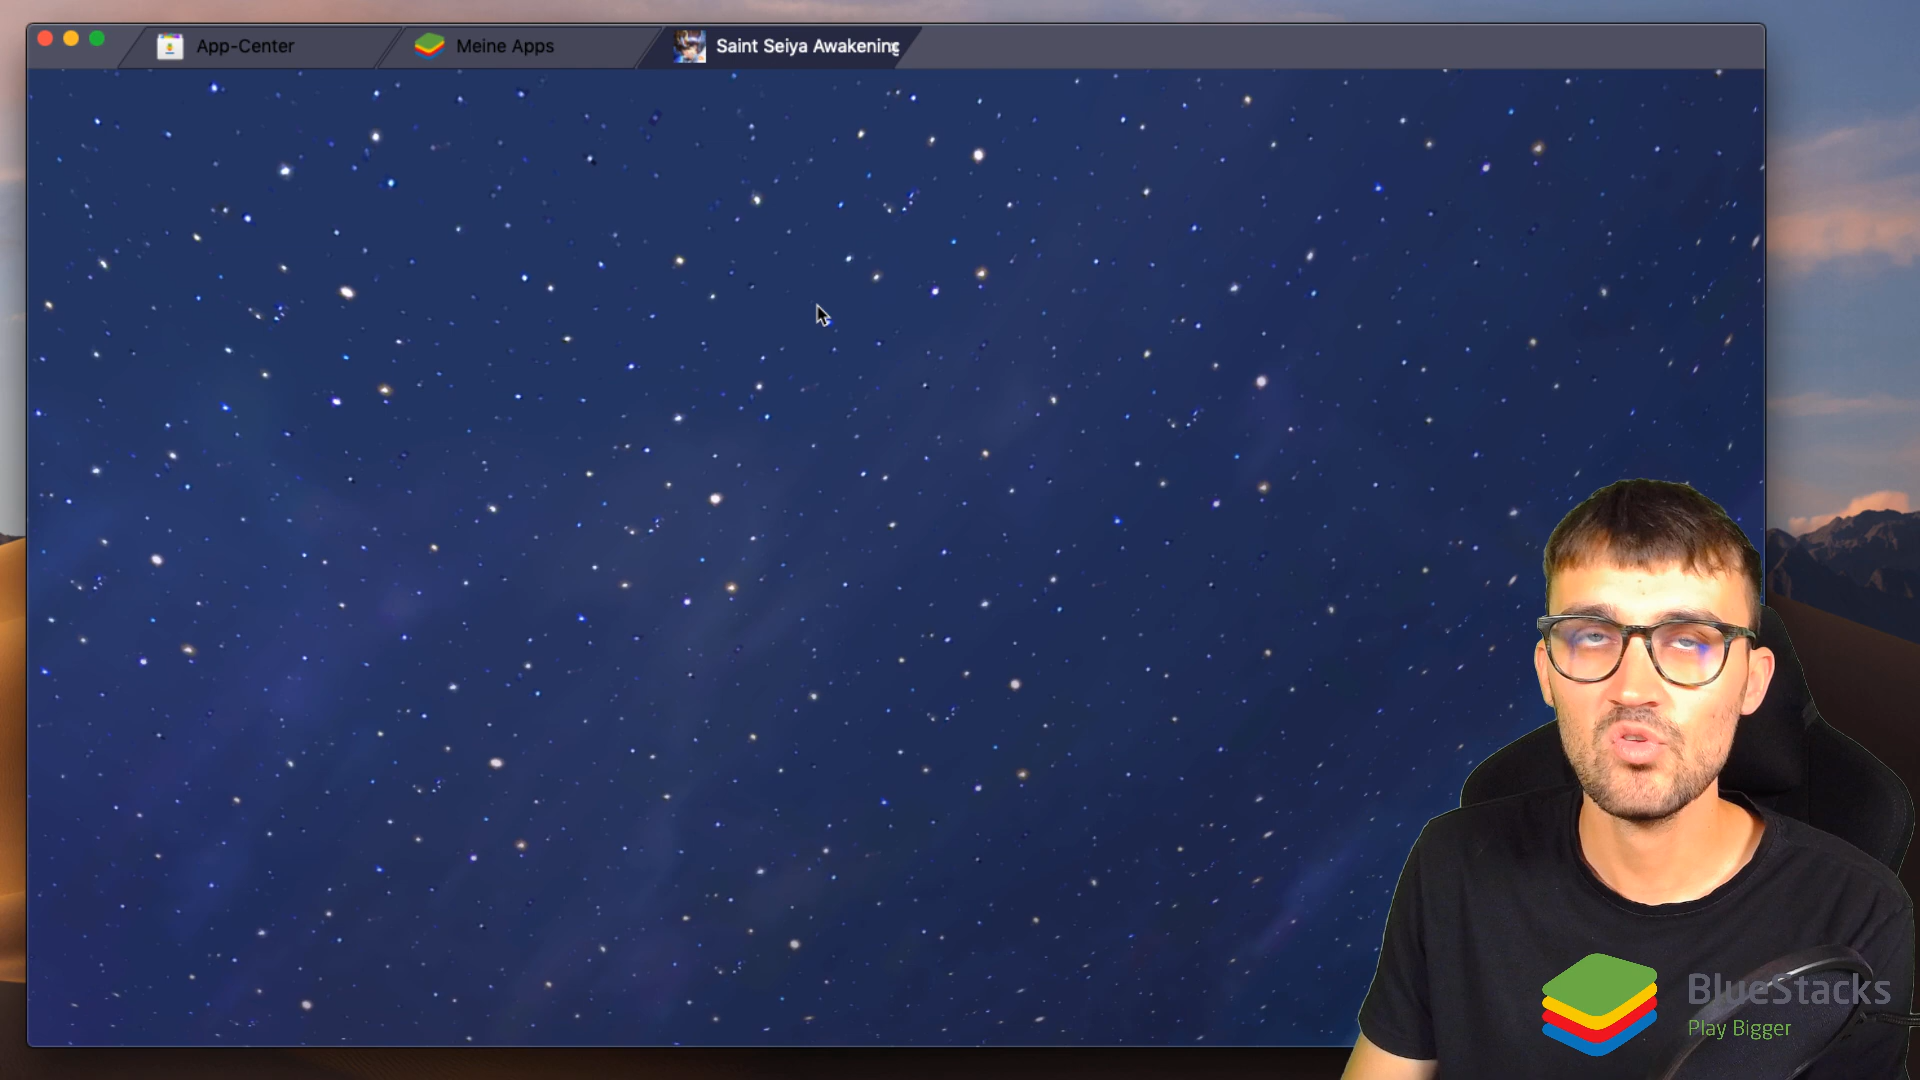 App-Center
Meine Apps
Saint Seiya Awakening
BlueStacks
Play Bigger